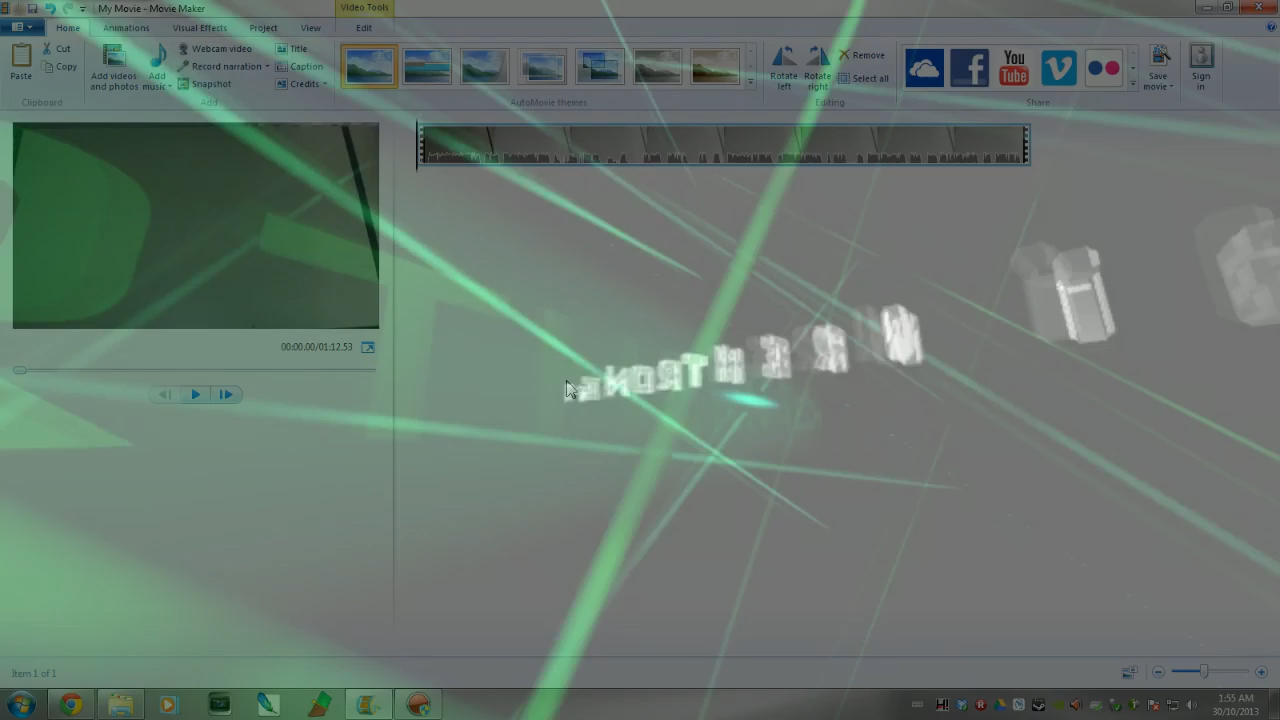 My Movie - Movie Maker
Video Tools
Home
Animations
Visual Effects
Project
View
Edit
Paste
Cut
Copy
Clipboard
Add videos and photos
Add music
Webcam video
Record narration
Snapshot
Title
Caption
Credits
Add
AutoMovie themes
Rotate left
Rotate right
Remove
Select all
Editing
You Tube
Share
Save movie
Sign in
00:00.00/01:12.53
Item 1 of 1
1:55 AM
30/10/2013